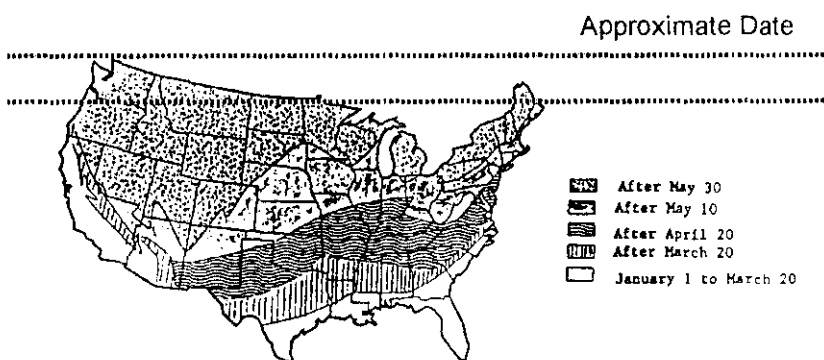 Approximate Date
After May 30
After May 10
After April 20
After March 20
January 1 to March 20